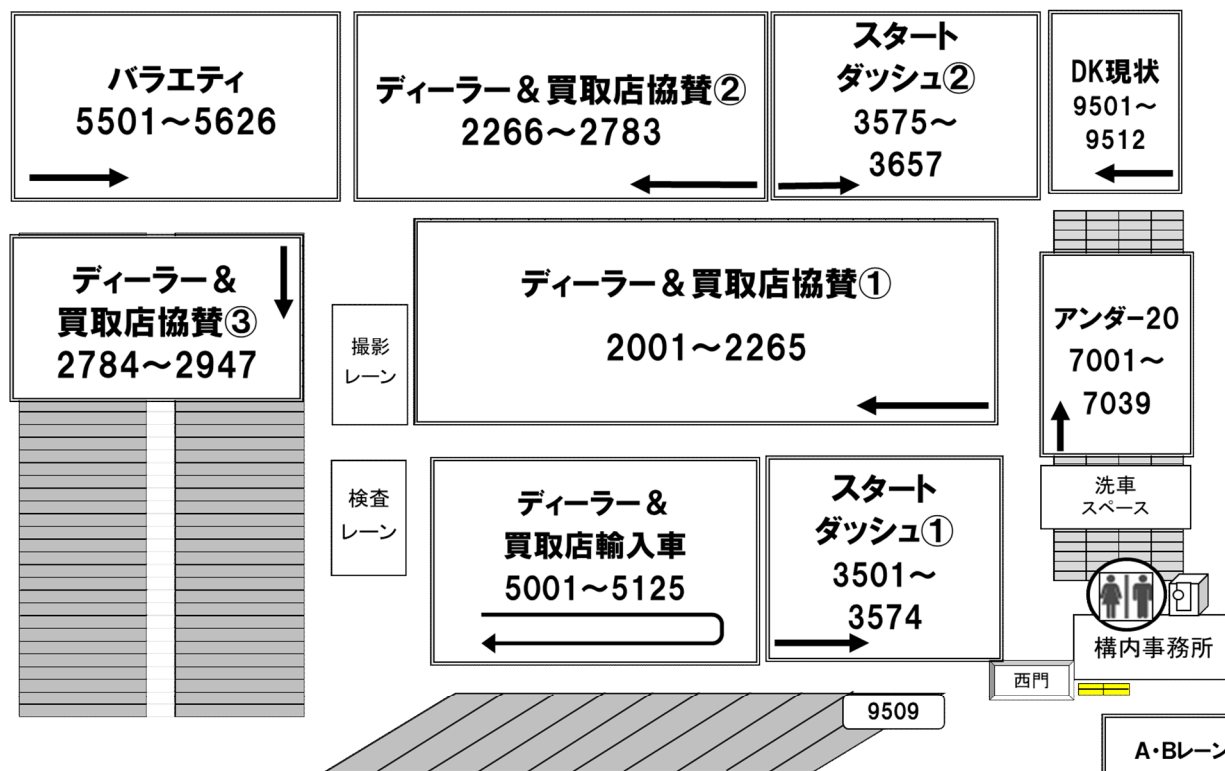 バラエティ
5501～5626
ディーラー＆買取店協賛②
2266～2783
スタート
ダッシュ②
3575～
3657
DK現状
9501～
9512
ディーラー＆
買取店協賛③
2784～2947
撮影
レーン
ディーラー＆買取店協賛①
2001～2265
アンダー20
7001～
7039
検査
レーン
ディーラー＆
買取店輸入車
5001～5125
スタート
ダッシュ①
3501～
3574
洗車
スペース
構内事務所
西門
9509
A・Bレーン